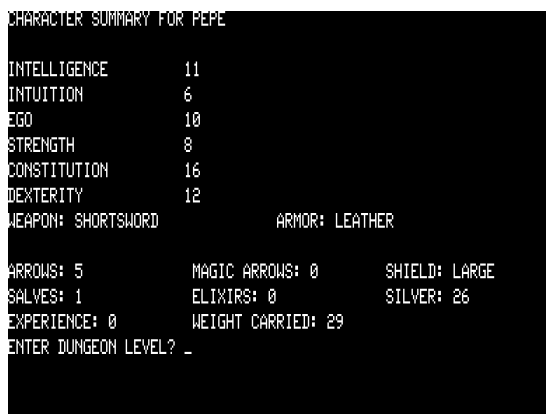 CHARACTER SUMMARY FOR PEPE
INTELLIGENCE 11
INTUITION 6
EGO 10
STRENGTH 8
CONSTITUTION 16
DEXTERITY 12
WEAPON: SHORTSWORD ARMOR: LEATHER
ARROWS: 5 MAGIC ARROWS: 0 SHIELD: LARGE
SALVES: 1 ELIXIRS: 0 SILVER: 26
EXPERIENCE: 0 WEIGHT CARRIED: 29
ENTER DUNGEON LEVEL? _